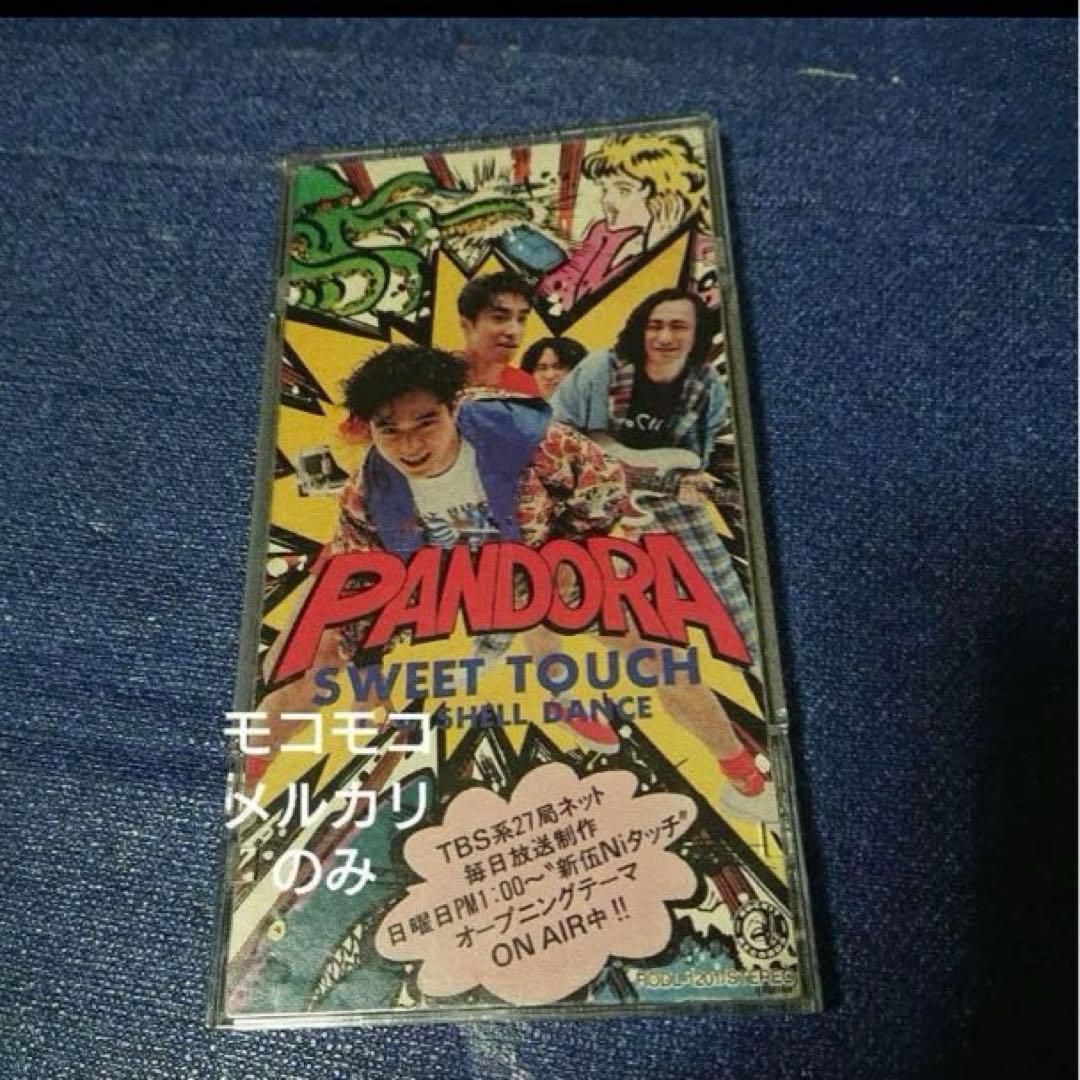 PANDORA
SWEET TOUCH
SHELL DANCE
モコモコ
メルカリ
のみ
TBS系27局ネット
毎日放送制作
日曜日PM1:00〜〝新伍Niタッチ〟
オープニングテーマ
ON AIR中!!
STEREO